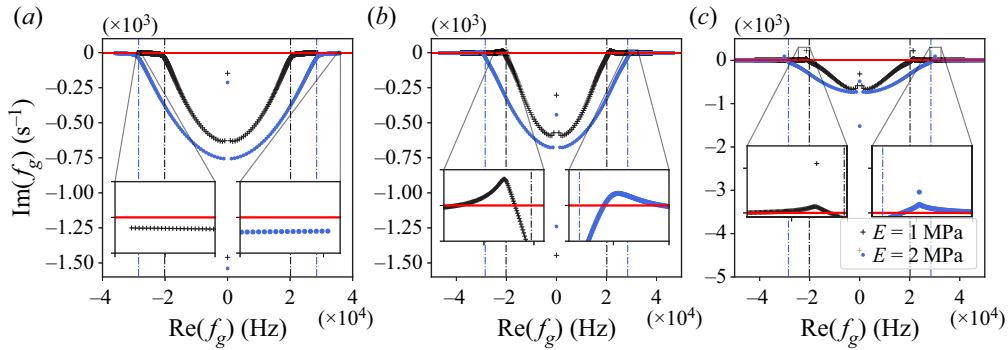 (a) (b) (c)
(×10³) (×10³) (×10³)
Im(f_g) (s⁻¹)
0
−0.25
−0.50
−0.75
−1.00
−1.25
−1.50
−4 −2 0 2 4
Re(f_g) (Hz)
(×10⁴)
0
−0.25
−0.50
−0.75
−1.00
−1.25
−1.50
−4 −2 0 2 4
Re(f_g) (Hz)
(×10⁴)
0
−1
−2
−3
−4
−5
−4 −2 0 2 4
Re(f_g) (Hz)
(×10⁴)
E = 1 MPa
E = 2 MPa